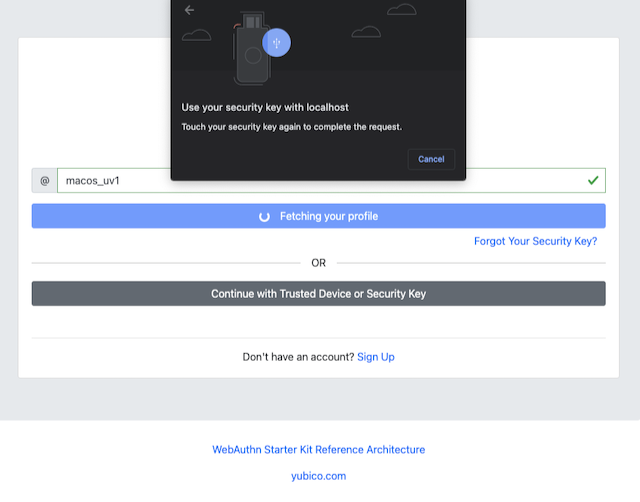 Use your security key with localhost
Touch your security key again to complete the request.
Cancel
@ macos_uv1
Fetching your profile
Forgot Your Security Key?
OR
Continue with Trusted Device or Security Key
Don't have an account? Sign Up
WebAuthn Starter Kit Reference Architecture
yubico.com